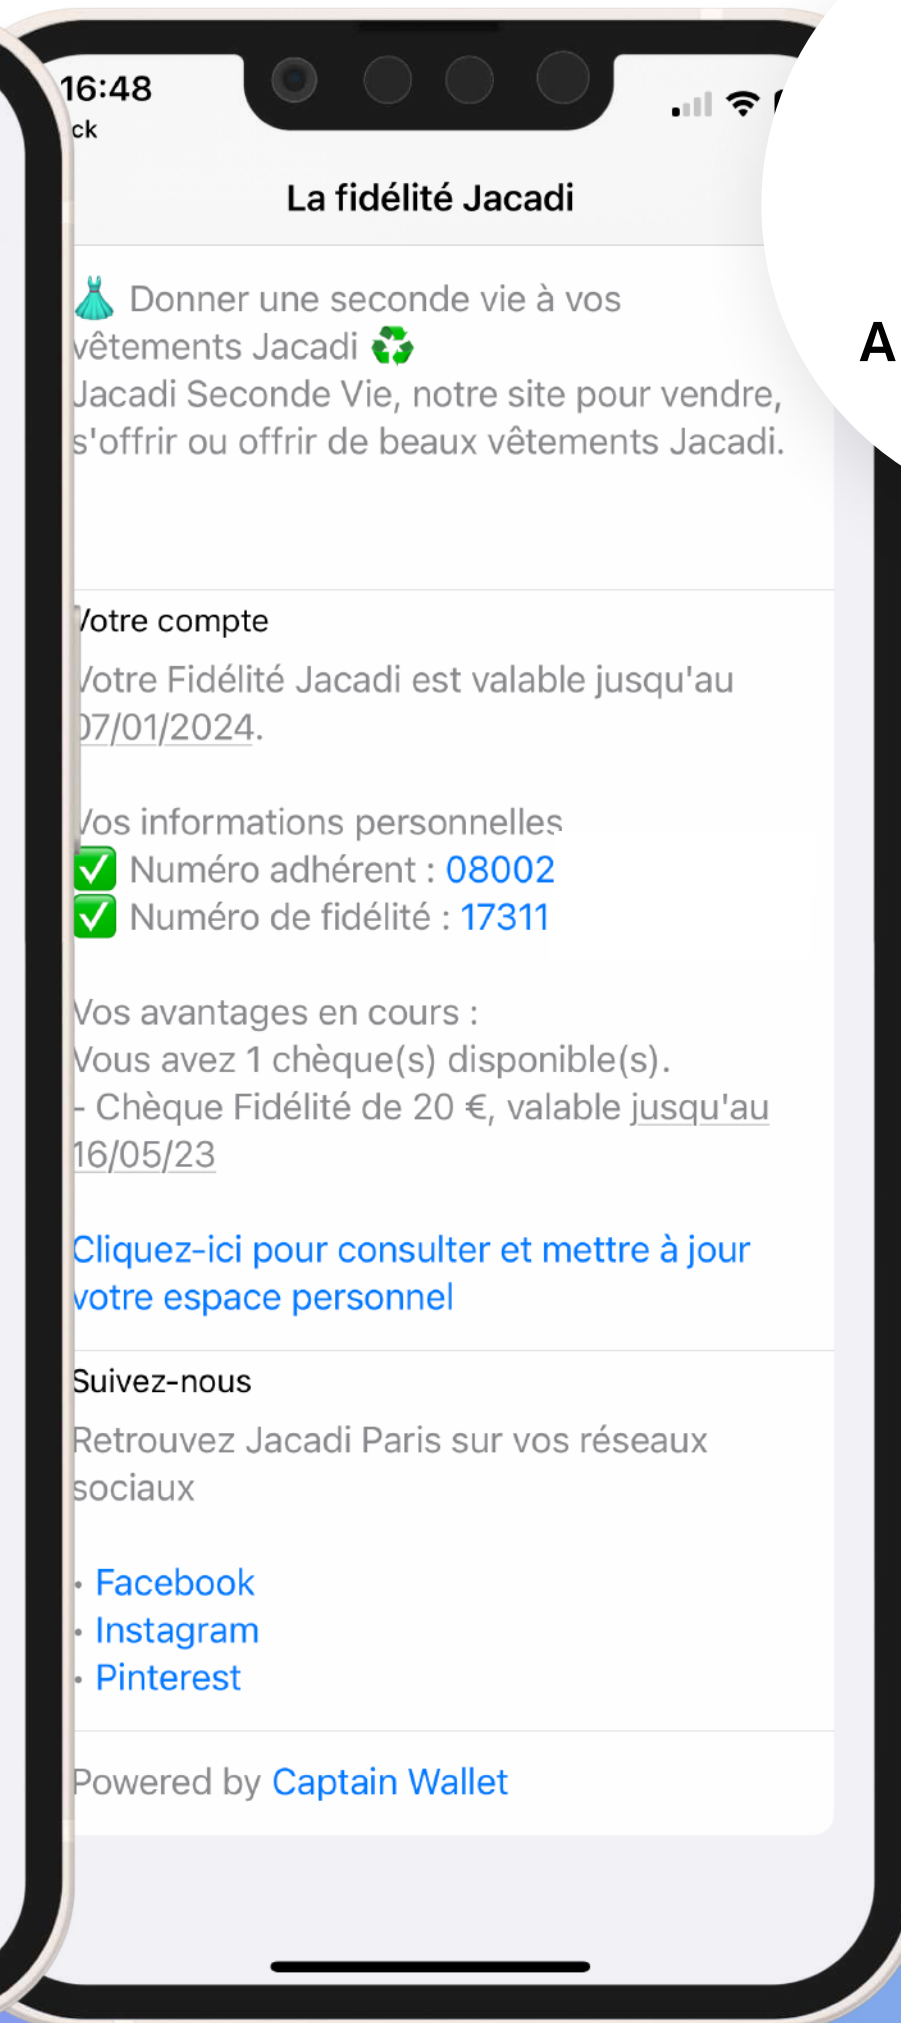 16:48
ck
La fidélité Jacadi
Donner une seconde vie à vos
vêtements Jacadi
Jacadi Seconde Vie, notre site pour vendre,
s'offrir ou offrir de beaux vêtements Jacadi.
A
Votre compte
Votre Fidélité Jacadi est valable jusqu'au
07/01/2024.
Vos informations personnelles
✅ Numéro adhérent : 08002
✅ Numéro de fidélité : 17311
Vos avantages en cours :
Vous avez 1 chèque(s) disponible(s).
- Chèque Fidélité de 20 €, valable jusqu'au
16/05/23
Cliquez-ici pour consulter et mettre à jour
votre espace personnel
Suivez-nous
Retrouvez Jacadi Paris sur vos réseaux
sociaux
• Facebook
• Instagram
• Pinterest
Powered by Captain Wallet